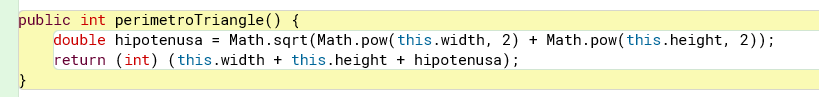 public int perimetroTriangle() {
    double hipotenusa = Math.sqrt(Math.pow(this.width, 2) + Math.pow(this.height, 2));
    return (int) (this.width + this.height + hipotenusa);
}